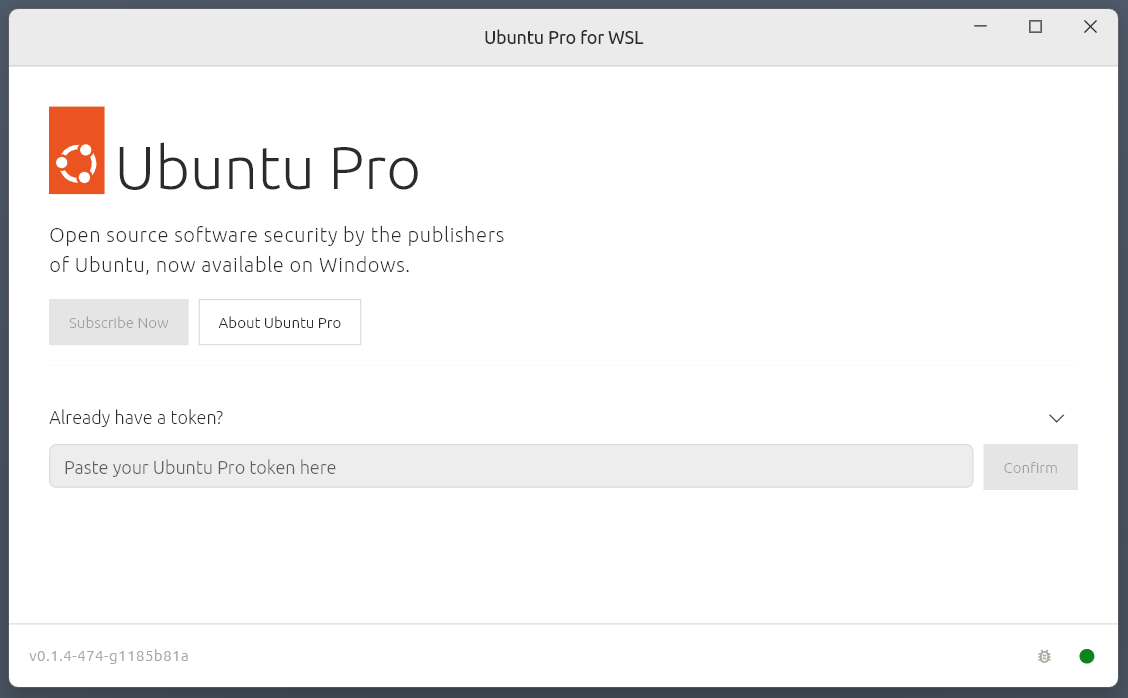 Ubuntu Pro for WSL
Ubuntu Pro
Open source software security by the publishers
of Ubuntu, now available on Windows.
Subscribe Now
About Ubuntu Pro
Already have a token?
Paste your Ubuntu Pro token here
Confirm
v0.1.4-474-g1185b81a